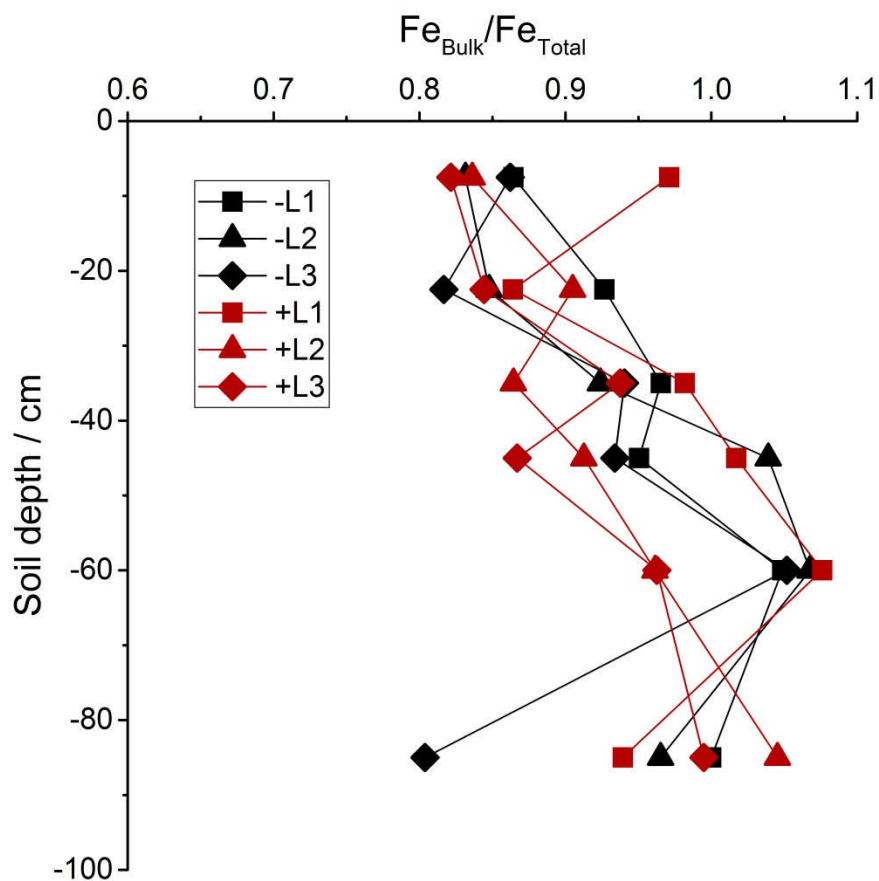 Fe_Bulk/Fe_Total
0.6 0.7 0.8 0.9 1.0 1.1
0
-20
-40
-60
-80
-100
Soil depth / cm
-L1
-L2
-L3
+L1
+L2
+L3